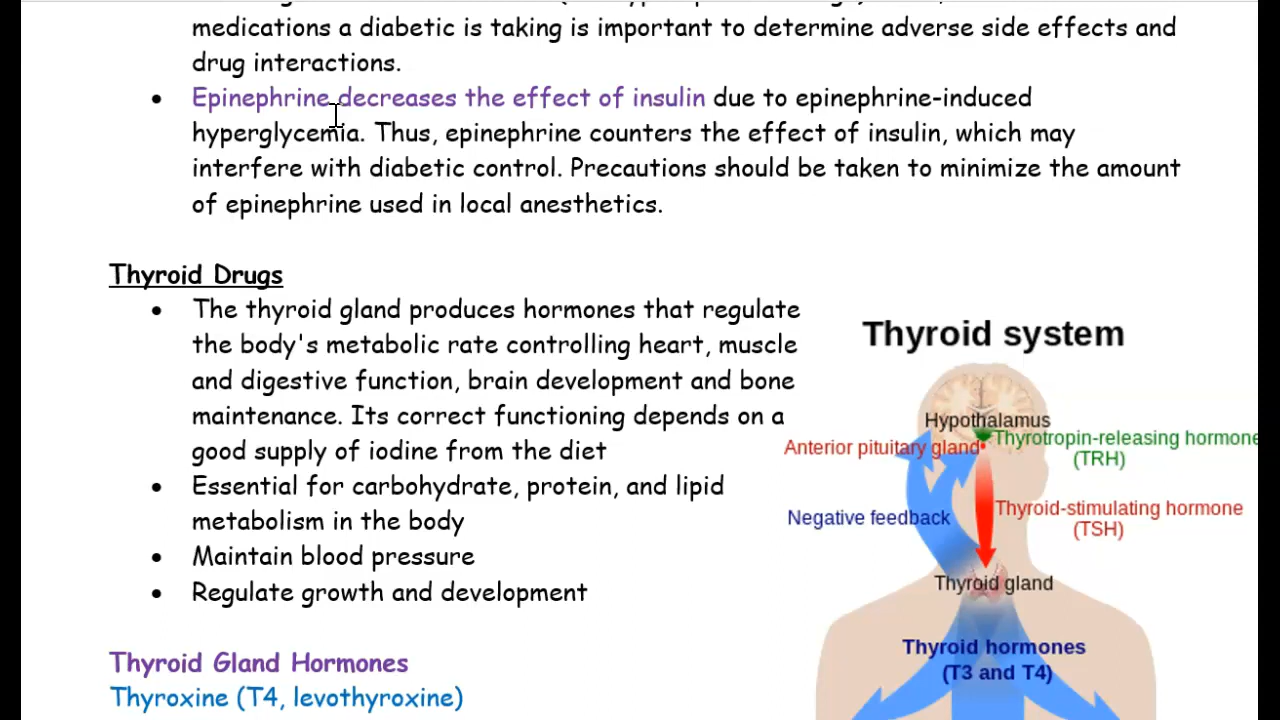 medications a diabetic is taking is important to determine adverse side effects and
drug interactions.
• Epinephrine decreases the effect of insulin due to epinephrine-induced
hyperglycemia. Thus, epinephrine counters the effect of insulin, which may
interfere with diabetic control. Precautions should be taken to minimize the amount
of epinephrine used in local anesthetics.
Thyroid Drugs
• The thyroid gland produces hormones that regulate
the body's metabolic rate controlling heart, muscle
and digestive function, brain development and bone
maintenance. Its correct functioning depends on a
good supply of iodine from the diet
• Essential for carbohydrate, protein, and lipid
metabolism in the body
• Maintain blood pressure
• Regulate growth and development
Thyroid Gland Hormones
Thyroxine (T4, levothyroxine)
Thyroid system
Hypothalamus
Thyrotropin-releasing hormone
(TRH)
Anterior pituitary gland
Thyroid-stimulating hormone
(TSH)
Negative feedback
Thyroid gland
Thyroid hormones
(T3 and T4)